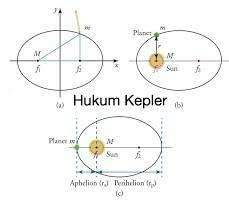 y
m
M
f₁
f₂
x
(a)
Planet m
r
M
f₁
Sun
f₂
(b)
Hukum Kepler
Planet m
M
f₁
Sun
f₂
Aphelion (rₐ) Perihelion (rₚ)
(c)